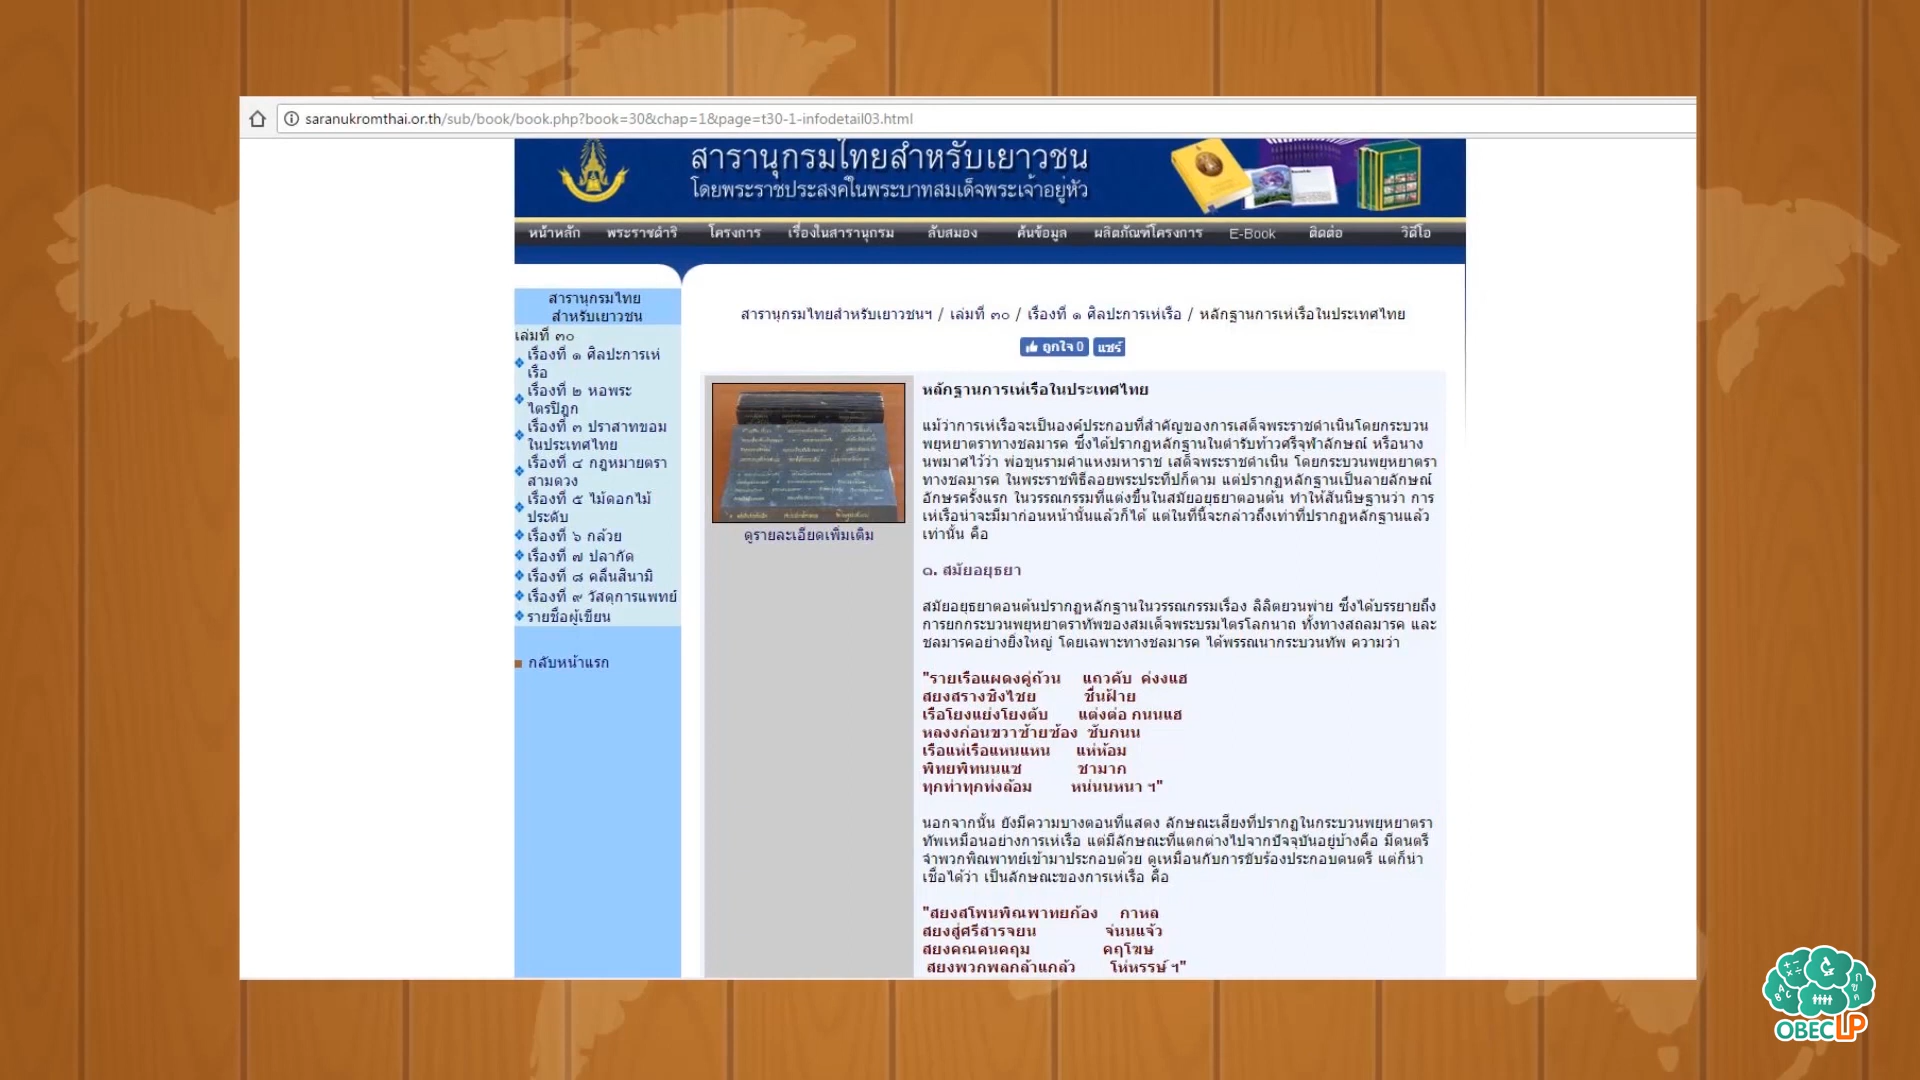 saranukromthai.or.th/sub/book/book.php?book=30&chap=1&page=t30-1-infodetail03.html
สารานุกรมไทยสำหรับเยาวชน
โดยพระราชประสงค์ในพระบาทสมเด็จพระเจ้าอยู่หัว
หน้าหลัก พระราชดำริ โครงการ เรื่องในสารานุกรม ลับสมอง ค้นข้อมูล ผลิตภัณฑ์โครงการ E-Book ติดต่อ วิดีโอ
สารานุกรมไทย
สำหรับเยาวชน
เล่มที่ ๓๐
เรื่องที่ ๑ ศิลปะการเห่
เรือ
เรื่องที่ ๒ หอพระ
ไตรปิฎก
เรื่องที่ ๓ ปราสาทขอม
ในประเทศไทย
เรื่องที่ ๔ กฎหมายตรา
สามดวง
เรื่องที่ ๕ ไม้ดอกไม้
ประดับ
เรื่องที่ ๖ กล้วย
เรื่องที่ ๗ ปลากัด
เรื่องที่ ๘ คลื่นสึนามิ
เรื่องที่ ๙ วัสดุการแพทย์
รายชื่อผู้เขียน
กลับหน้าแรก
สารานุกรมไทยสำหรับเยาวชนฯ / เล่มที่ ๓๐ / เรื่องที่ ๑ ศิลปะการเห่เรือ / หลักฐานการเห่เรือในประเทศไทย
ถูกใจ 0 แชร์
ดูรายละเอียดเพิ่มเติม
หลักฐานการเห่เรือในประเทศไทย
แม้ว่าการเห่เรือจะเป็นองค์ประกอบที่สำคัญของการเสด็จพระราชดำเนินโดยกระบวน
พยุหยาตราทางชลมารค ซึ่งได้ปรากฏหลักฐานในตำรับท้าวศรีจุฬาลักษณ์ หรือนาง
นพมาศไว้ว่า พ่อขุนรามคำแหงมหาราช เสด็จพระราชดำเนิน โดยกระบวนพยุหยาตรา
ทางชลมารค ในพระราชพิธีลอยพระประทีปก็ตาม แต่ปรากฏหลักฐานเป็นลายลักษณ์
อักษรครั้งแรก ในวรรณกรรมที่แต่งขึ้นในสมัยอยุธยาตอนต้น ทำให้สันนิษฐานว่า การ
เห่เรือน่าจะมีมาก่อนหน้านั้นแล้วก็ได้ แต่ในที่นี้จะกล่าวถึงเท่าที่ปรากฏหลักฐานแล้ว
เท่านั้น คือ
๑. สมัยอยุธยา
สมัยอยุธยาตอนต้นปรากฏหลักฐานในวรรณกรรมเรื่อง ลิลิตยวนพ่าย ซึ่งได้บรรยายถึง
การยกกระบวนพยุหยาตราทัพของสมเด็จพระบรมไตรโลกนาถ ทั้งทางสถลมารค และ
ชลมารคอย่างยิ่งใหญ่ โดยเฉพาะทางชลมารค ได้พรรณนากระบวนทัพ ความว่า
"รายเรือแผดงคู่ถ้วน แถวคับ ค่งงแฮ
สยงสรางชิงไชย ชื่นฝ้าย
เรือโยงแย่งโยงตับ แต่งต่อ กนนแฮ
หลงงก่อนขวาซ้ายซ้อง ซับกนน
เรือแห่เรือแหนแหน แห่ห้อม
พิทยพิทนนแซ ซามาก
ทุกท่าทุกท่งล้อม หน่นนหนา ฯ"
นอกจากนั้น ยังมีความบางตอนที่แสดง ลักษณะเสียงที่ปรากฏในกระบวนพยุหยาตรา
ทัพเหมือนอย่างการเห่เรือ แต่มีลักษณะที่แตกต่างไปจากปัจจุบันอยู่บ้างคือ มีดนตรี
จำพวกพิณพาทย์เข้ามาประกอบด้วย ดูเหมือนกับการขับร้องประกอบดนตรี แต่ก็น่า
เชื่อได้ว่า เป็นลักษณะของการเห่เรือ คือ
"สยงสโพนพิณพาทยก้อง กาหล
สยงสู่ศรีสารจยน จ่นนแจ้ว
สยงคณคนคฤม คฤโฆษ
สยงพวกพลกล้าแกล้ว โห่หรรษ์ ฯ"
OBECLP